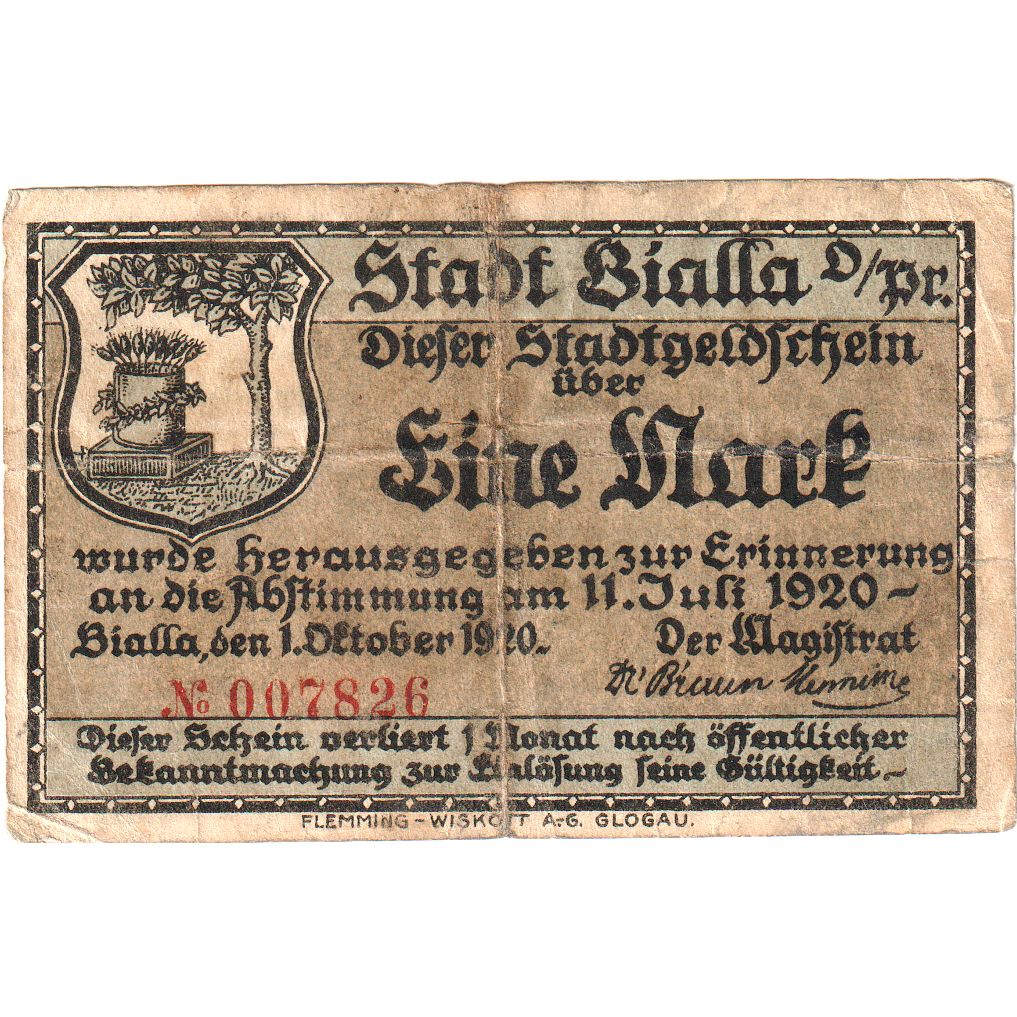 Stadt Bialla O/Pr.
Dieser Stadtgeldschein
über
Eine Mark
wurde herausgegeben zur Erinnerung
an die Abstimmung am 11. Juli 1920 –
Bialla, den 1. Oktober 1920.
Der Magistrat
№ 007826
Dr Braun
Dieser Schein verliert 1 Monat nach öffentlicher
Bekanntmachung zur Einlösung seine Gültigkeit –
FLEMMING – WISKOTT A.-G. GLOGAU.